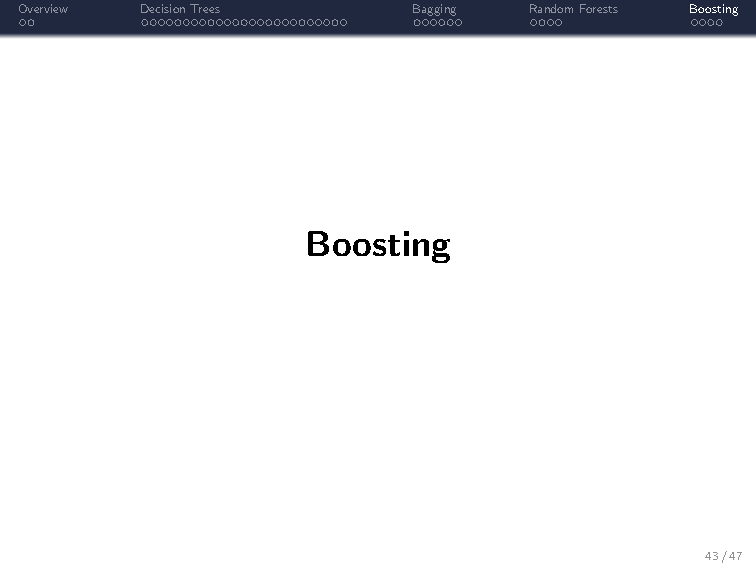 Overview Decision Trees Bagging Random Forests Boosting
Boosting
43 / 47